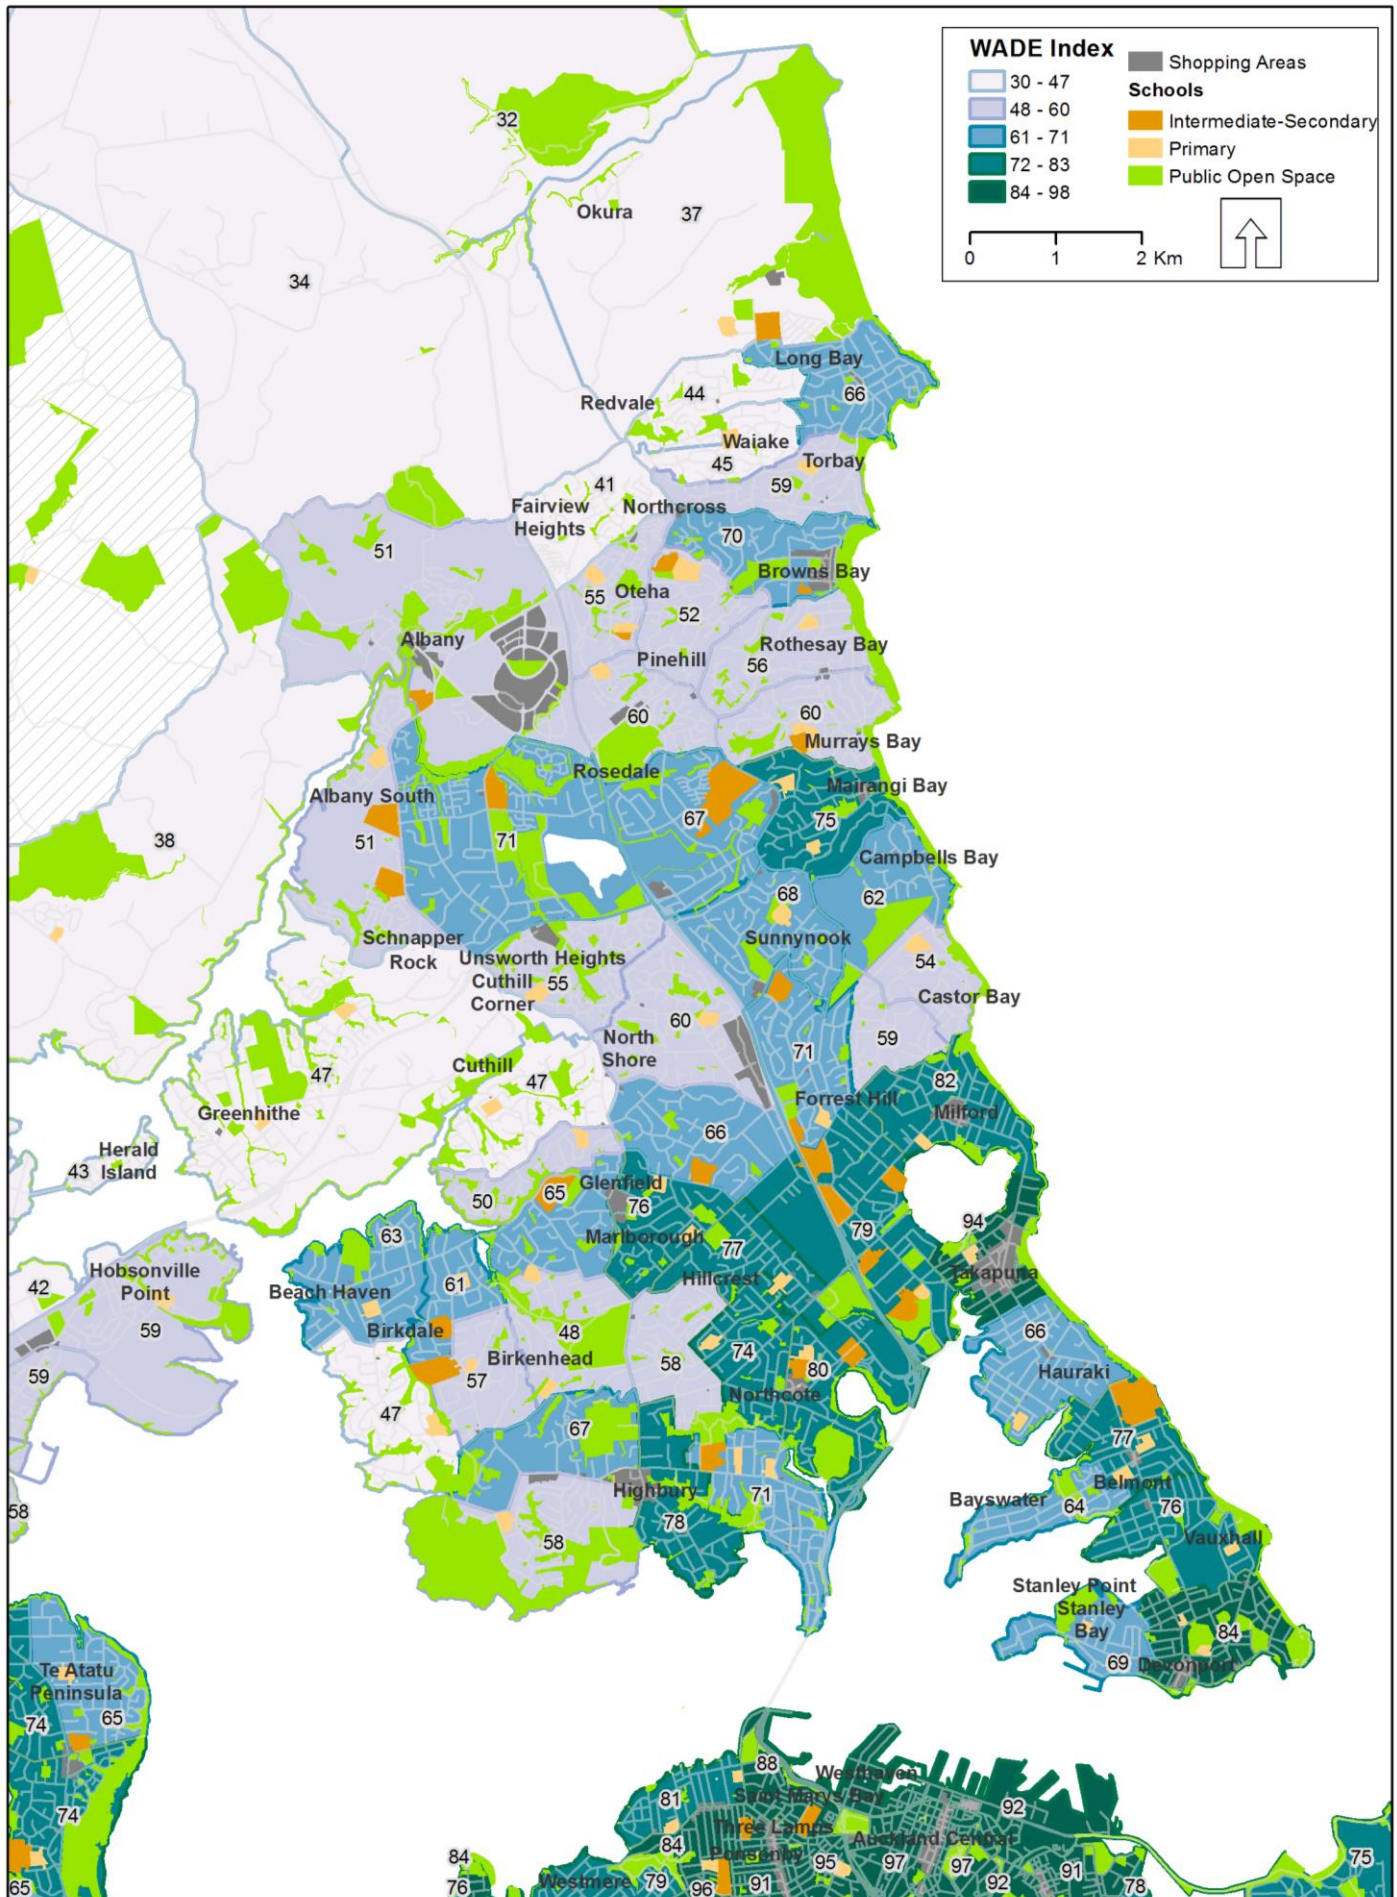 WADE Index
30 - 47
48 - 60
61 - 71
72 - 83
84 - 98
Shopping Areas
Schools
Intermediate-Secondary
Primary
Public Open Space
0 1 2 Km
32
Okura
37
34
Long Bay
66
44
Redvale
Waiake
45
Torbay
59
41
Fairview
Heights
Northcross
70
51
Browns Bay
55
Oteha
52
Albany
Rothesay Bay
Pinehill
56
60
60
Murrays Bay
Rosedale
Mairangi Bay
Albany South
67
75
38
51
71
Campbells Bay
68
62
Schnapper
Rock
Sunnynook
Unsworth Heights
54
Cuthill
Corner
55
Castor Bay
60
North
Shore
59
71
Cuthill
47
47
82
Forrest Hill
Milford
Greenhithe
66
Herald
Island
43
Glenfield
65
50
76
94
79
63
Marlborough
77
Hobsonville
Point
42
Takapuna
Hillcrest
Beach Haven
61
59
Birkdale
48
66
74
Birkenhead
58
80
Hauraki
59
57
Northcote
47
67
77
Belmont
Highbury
71
Bayswater
64
76
58
78
58
Vauxhall
Stanley Point
Stanley
Bay
84
69
Devonport
Te Atatu
Peninsula
74
65
88
Westhaven
81
Saint Marys Bay
92
74
Three Lamps
84
Auckland Central
Ponsonby
84
95
97
97
91
75
65
76
Westmere
79
96
91
92
78